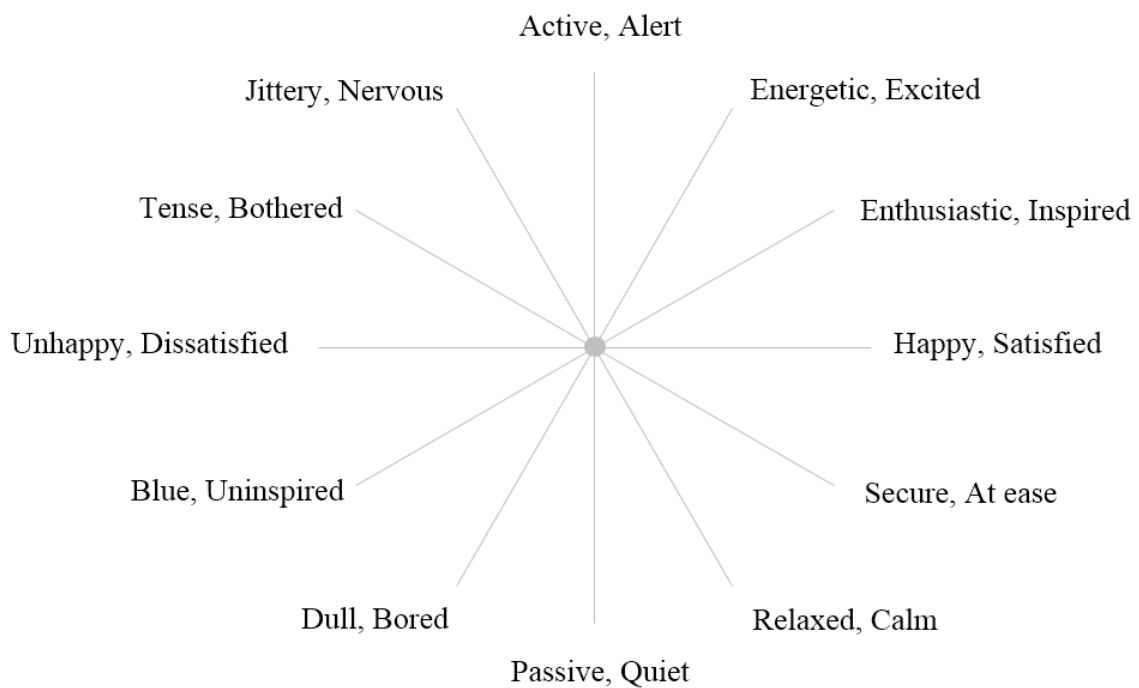 Active, Alert
Jittery, Nervous
Energetic, Excited
Tense, Bothered
Enthusiastic, Inspired
Unhappy, Dissatisfied
Happy, Satisfied
Blue, Uninspired
Secure, At ease
Dull, Bored
Relaxed, Calm
Passive, Quiet